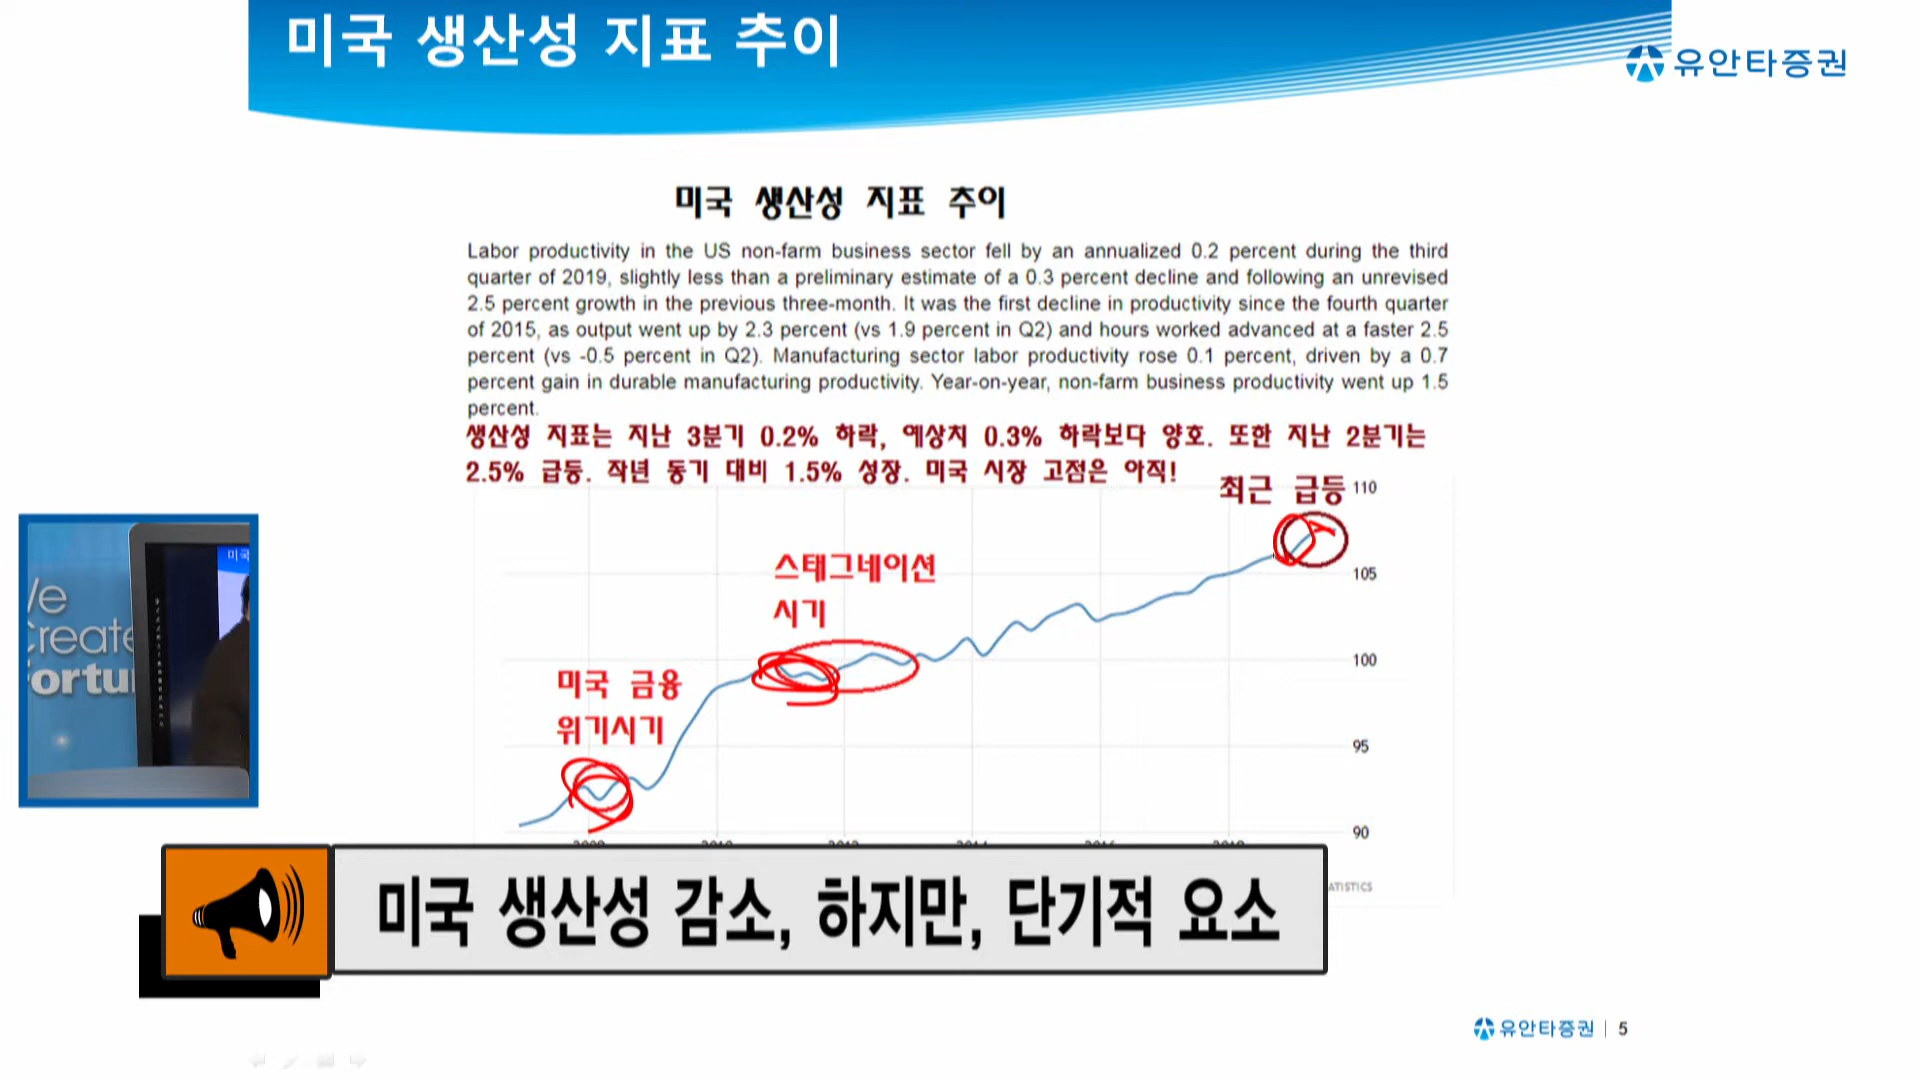 미국 생산성 지표 추이
유안타증권
미국 생산성 지표 추이
Labor productivity in the US non-farm business sector fell by an annualized 0.2 percent during the third
quarter of 2019, slightly less than a preliminary estimate of a 0.3 percent decline and following an unrevised
2.5 percent growth in the previous three-month. It was the first decline in productivity since the fourth quarter
of 2015, as output went up by 2.3 percent (vs 1.9 percent in Q2) and hours worked advanced at a faster 2.5
percent (vs -0.5 percent in Q2). Manufacturing sector labor productivity rose 0.1 percent, driven by a 0.7
percent gain in durable manufacturing productivity. Year-on-year, non-farm business productivity went up 1.5
percent.
생산성 지표는 지난 3분기 0.2% 하락, 예상치 0.3% 하락보다 양호. 또한 지난 2분기는
2.5% 급등. 작년 동기 대비 1.5% 성장. 미국 시장 고점은 아직!
최근 급등
110
스태그네이션
시기
105
미국 금융
위기시기
100
95
90
미국
Create
미국 생산성 감소, 하지만, 단기적 요소
ATISTICS
유안타증권 | 5